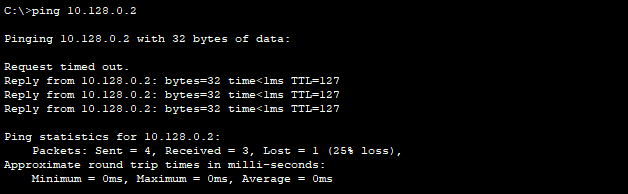 C:\>ping 10.128.0.2
Pinging 10.128.0.2 with 32 bytes of data:
Request timed out.
Reply from 10.128.0.2: bytes=32 time<1ms TTL=127
Reply from 10.128.0.2: bytes=32 time<1ms TTL=127
Reply from 10.128.0.2: bytes=32 time<1ms TTL=127
Ping statistics for 10.128.0.2:
    Packets: Sent = 4, Received = 3, Lost = 1 (25% loss),
Approximate round trip times in milli-seconds:
    Minimum = 0ms, Maximum = 0ms, Average = 0ms